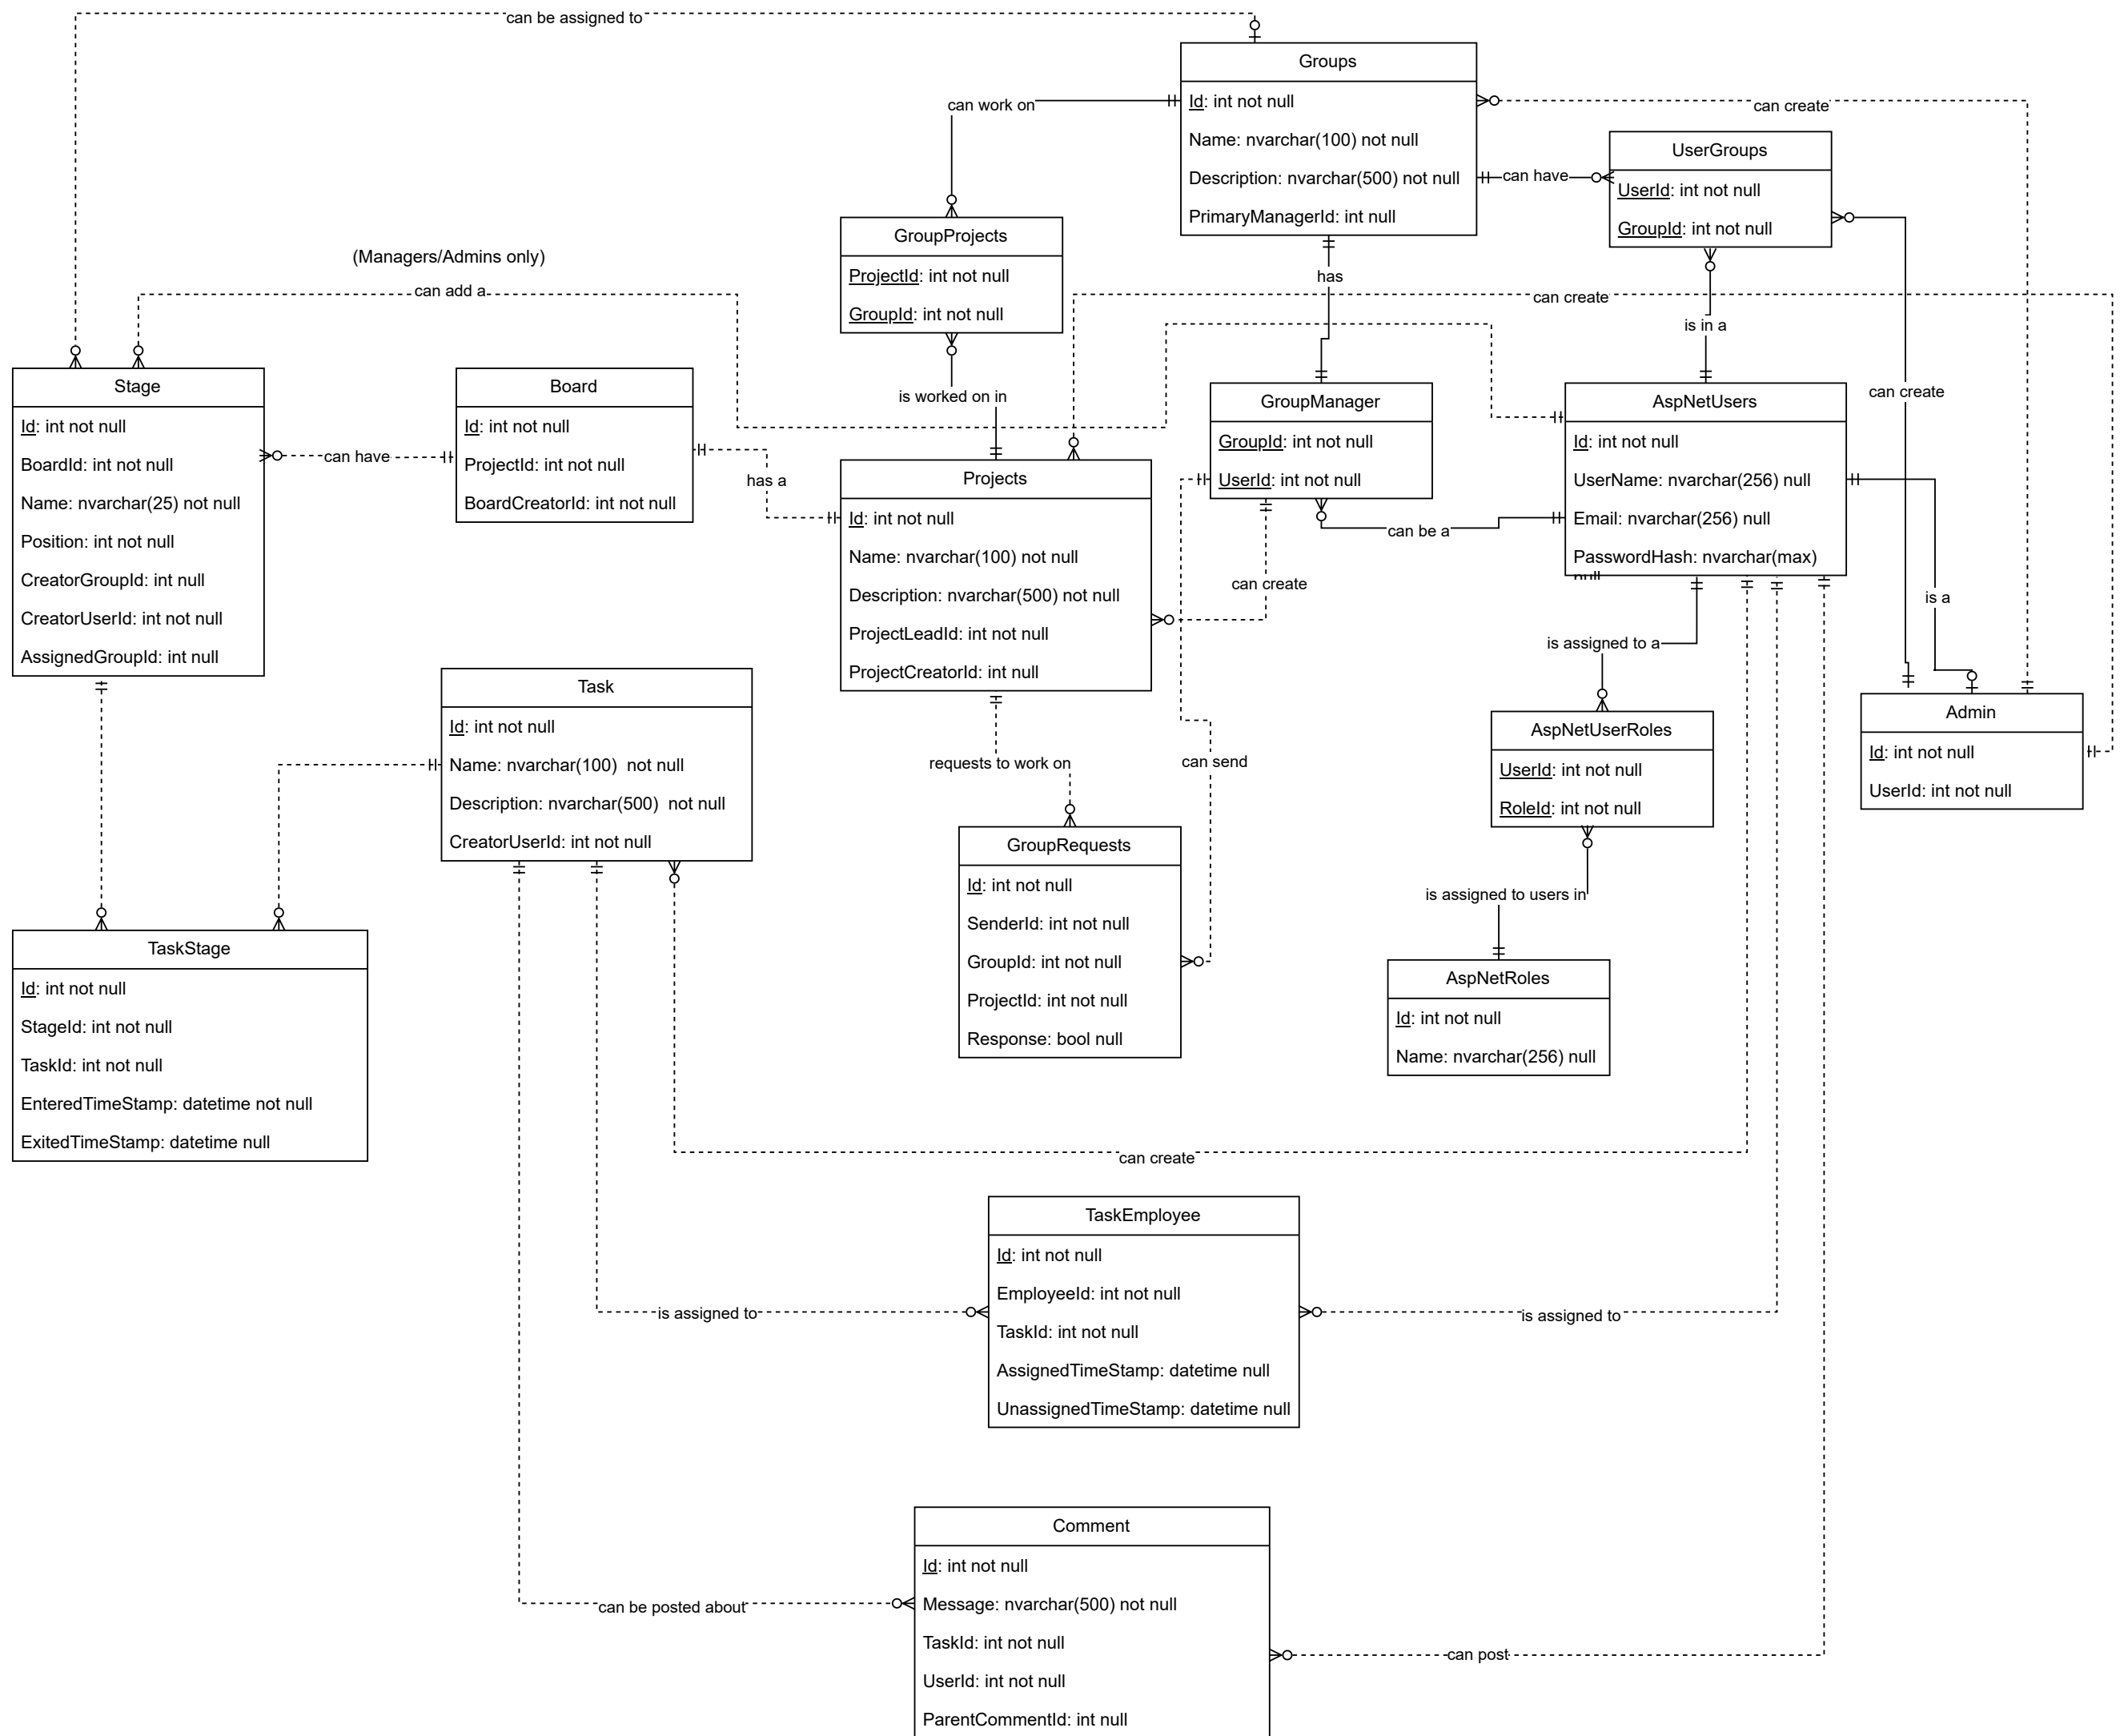 can be assigned to
Groups
Id: int not null
Name: nvarchar(100) not null
Description: nvarchar(500) not null
PrimaryManagerId: int null
can work on
can create
UserGroups
UserId: int not null
GroupId: int not null
can have
GroupProjects
ProjectId: int not null
GroupId: int not null
(Managers/Admins only)
can add a
has
can create
is in a
Stage
Id: int not null
BoardId: int not null
Name: nvarchar(25) not null
Position: int not null
CreatorGroupId: int null
CreatorUserId: int null
AssignedGroupId: int null
can have
Board
Id: int not null
ProjectId: int not null
BoardCreatorId: int not null
has a
is worked on in
Projects
Id: int not null
Name: nvarchar(100) not null
Description: nvarchar(500) not null
ProjectLeadId: int not null
ProjectCreatorId: int null
GroupManager
GroupId: int not null
UserId: int not null
can be a
can create
AspNetUsers
Id: int not null
UserName: nvarchar(256) null
Email: nvarchar(256) null
PasswordHash: nvarchar(max)
null
can create
is a
is assigned to a
Task
Id: int not null
Name: nvarchar(100)  not null
Description: nvarchar(500)  not null
CreatorUserId: int not null
requests to work on
can send
AspNetUserRoles
UserId: int not null
RoleId: int not null
Admin
Id: int not null
UserId: int not null
GroupRequests
Id: int not null
SenderId: int not null
GroupId: int not null
ProjectId: int not null
Response: bool null
is assigned to users in
AspNetRoles
Id: int not null
Name: nvarchar(256) null
TaskStage
Id: int not null
StageId: int not null
TaskId: int not null
EnteredTimeStamp: datetime not null
ExitedTimeStamp: datetime null
can create
TaskEmployee
Id: int not null
EmployeeId: int not null
TaskId: int not null
AssignedTimeStamp: datetime null
UnassignedTimeStamp: datetime null
is assigned to
is assigned to
Comment
Id: int not null
Message: nvarchar(500) not null
TaskId: int not null
UserId: int not null
ParentCommentId: int null
can be posted about
can post